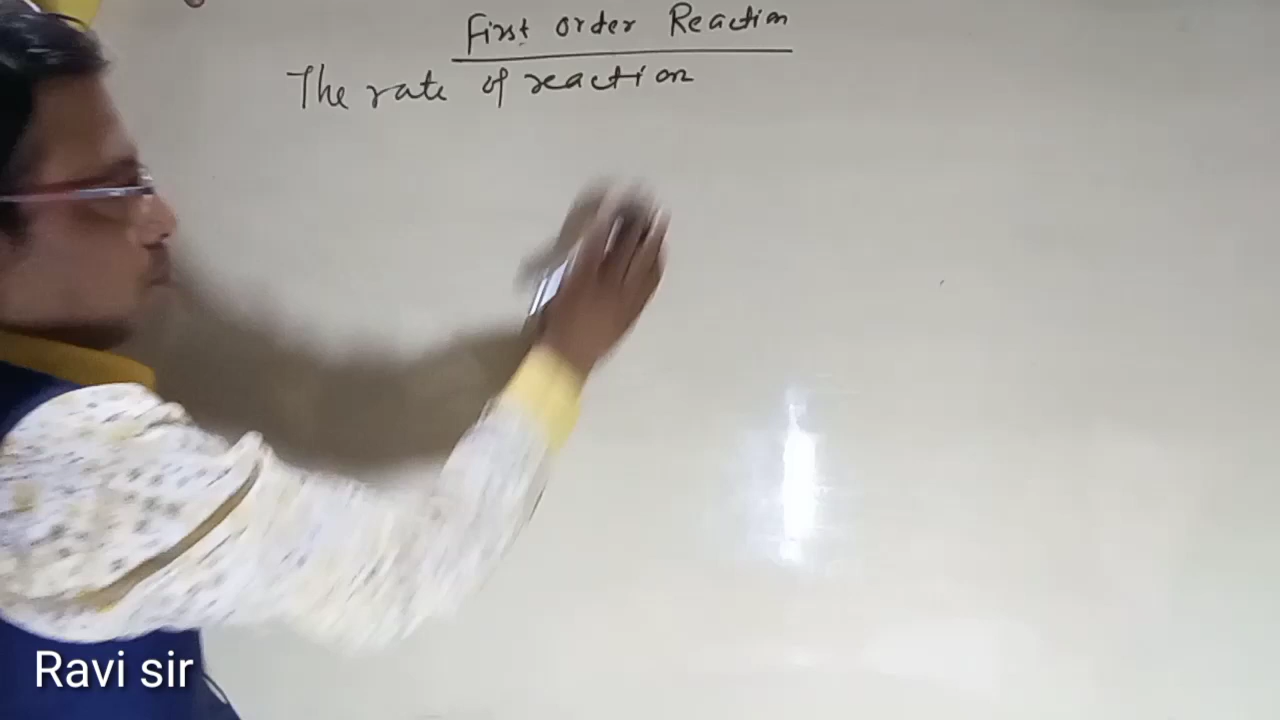 First order Reaction
The rate of reaction
Ravi sir